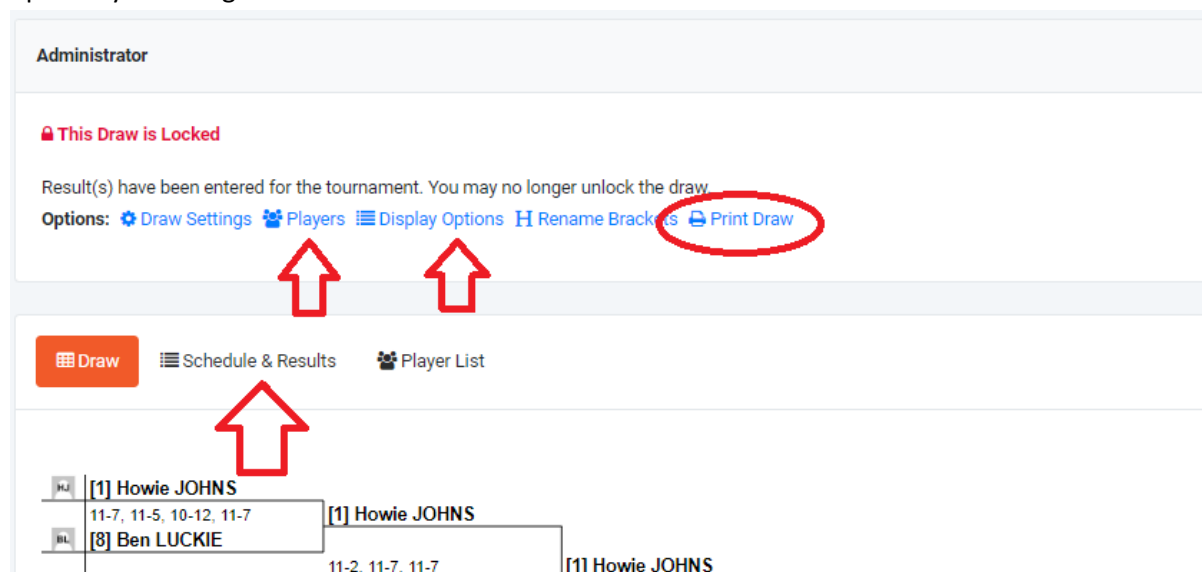 Administrator
This Draw is Locked
Result(s) have been entered for the tournament. You may no longer unlock the draw.
Options: Draw Settings Players Display Options H Rename Brackets Print Draw
Draw Schedule & Results Player List
HJ [1] Howie JOHNS
11-7, 11-5, 10-12, 11-7 [1] Howie JOHNS
BL [8] Ben LUCKIE
11-2, 11-7, 11-7 [1] Howie JOHNS